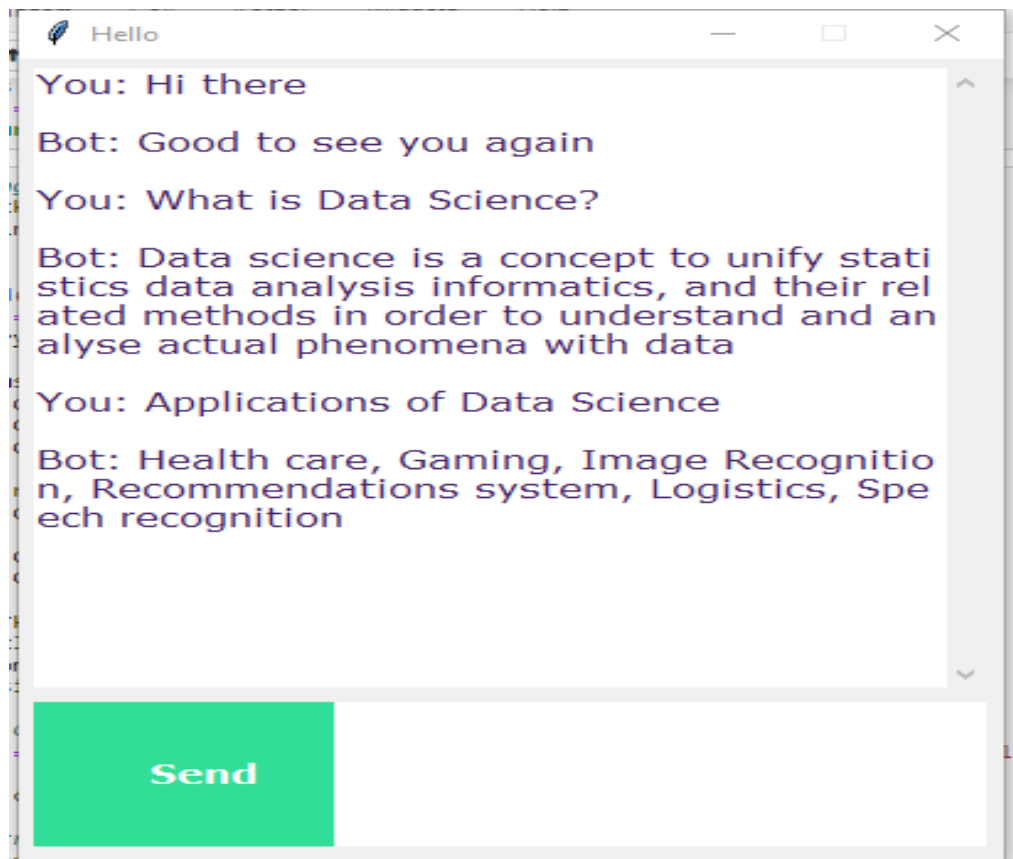 Hello
You: Hi there
Bot: Good to see you again
You: What is Data Science?
Bot: Data science is a concept to unify stati
stics data analysis informatics, and their rel
ated methods in order to understand and an
alyse actual phenomena with data
You: Applications of Data Science
Bot: Health care, Gaming, Image Recognitio
n, Recommendations system, Logistics, Spe
ech recognition
Send